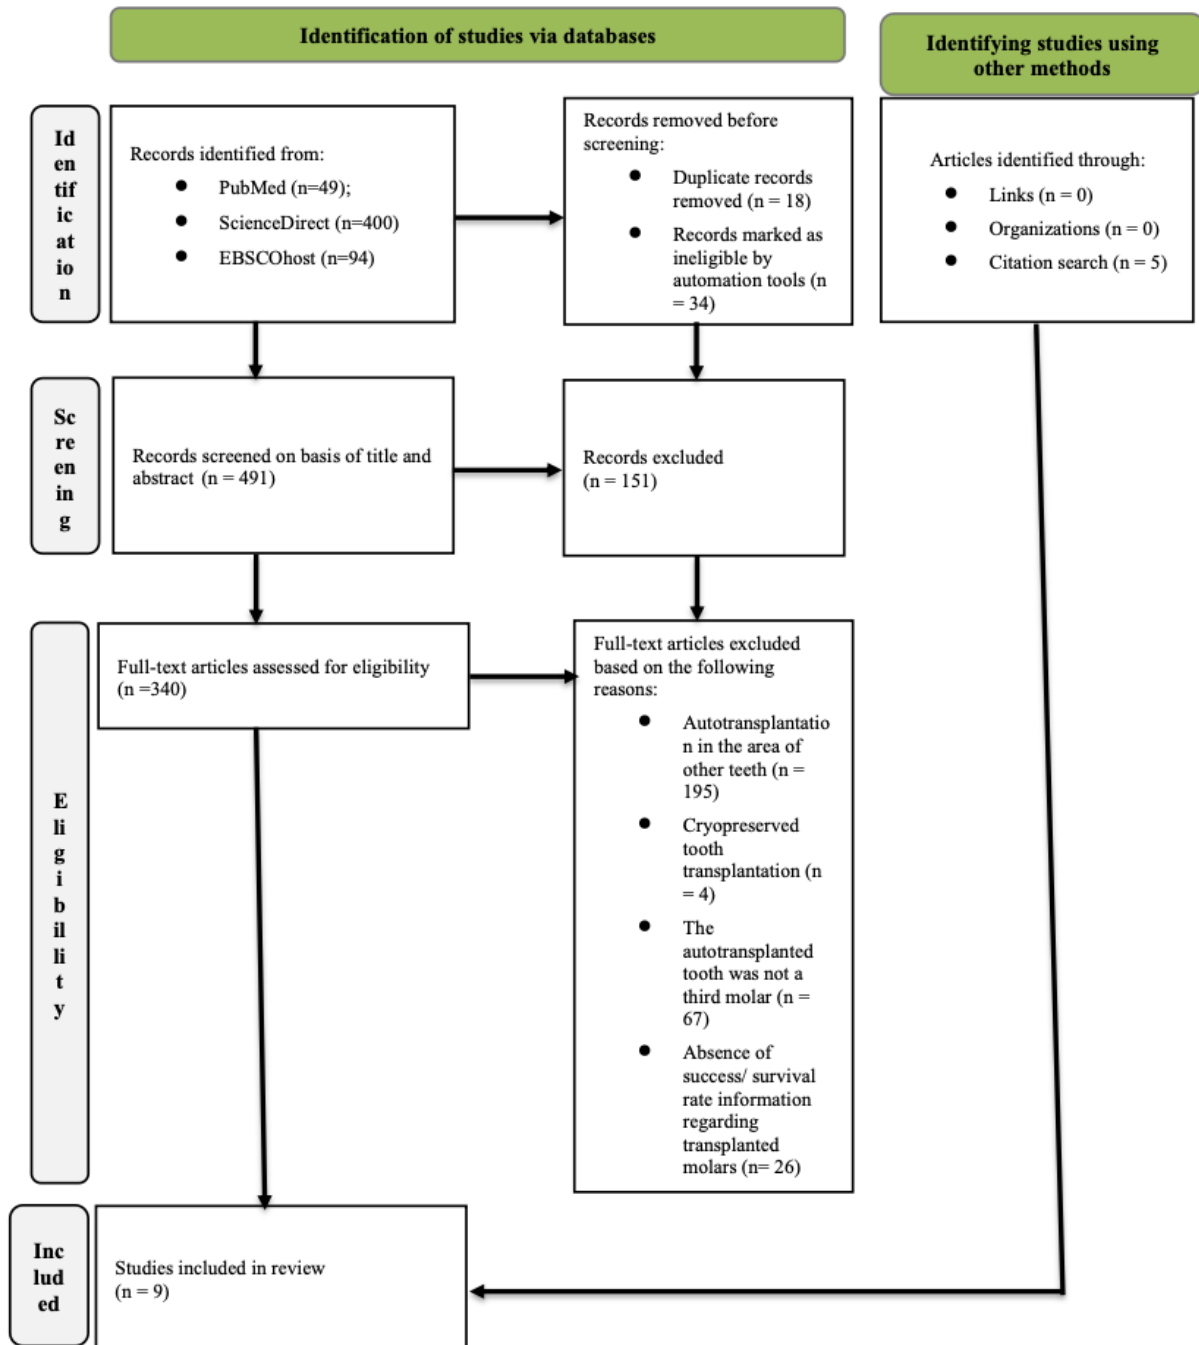 Identification of studies via databases
Identifying studies using
other methods
Id
en
tif
ic
at
io
n
Records identified from:
● PubMed (n=49);
● ScienceDirect (n=400)
● EBSCOhost (n=94)
Records removed before
screening:
● Duplicate records
removed (n = 18)
● Records marked as
ineligible by
automation tools (n
= 34)
Articles identified through:
● Links (n = 0)
● Organizations (n = 0)
● Citation search (n = 5)
Sc
re
en
in
g
Records screened on basis of title and
abstract (n = 491)
Records excluded
(n = 151)
E
li
g
i
b
il
li
t
y
Full-text articles assessed for eligibility
(n =340)
Full-text articles excluded
based on the following
reasons:
● Autotransplantatio
n in the area of
other teeth (n =
195)
● Cryopreserved
tooth
transplantation (n
= 4)
● The
autotransplanted
tooth was not a
third molar (n =
67)
● Absence of
success/ survival
rate information
regarding
transplanted
molars (n= 26)
Inc
lud
ed
Studies included in review
(n = 9)